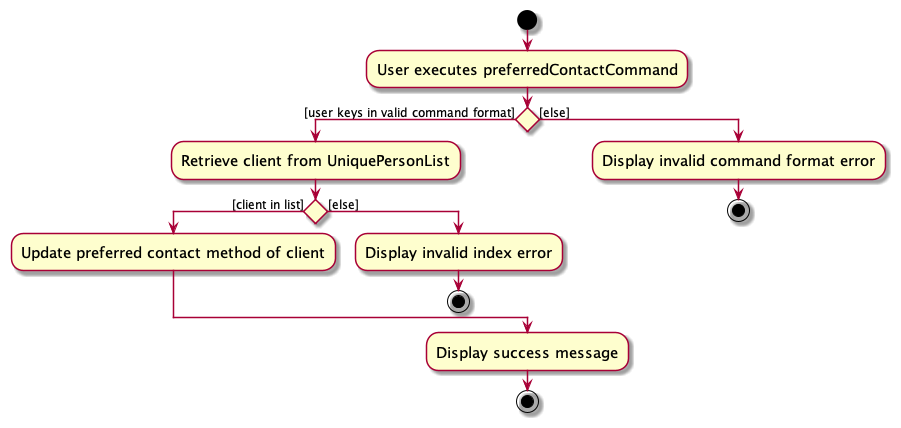 User executes preferredContactCommand
[user keys in valid command format]
[else]
Retrieve client from UniquePersonList
Display invalid command format error
[client in list]
[else]
Update preferred contact method of client
Display invalid index error
Display success message